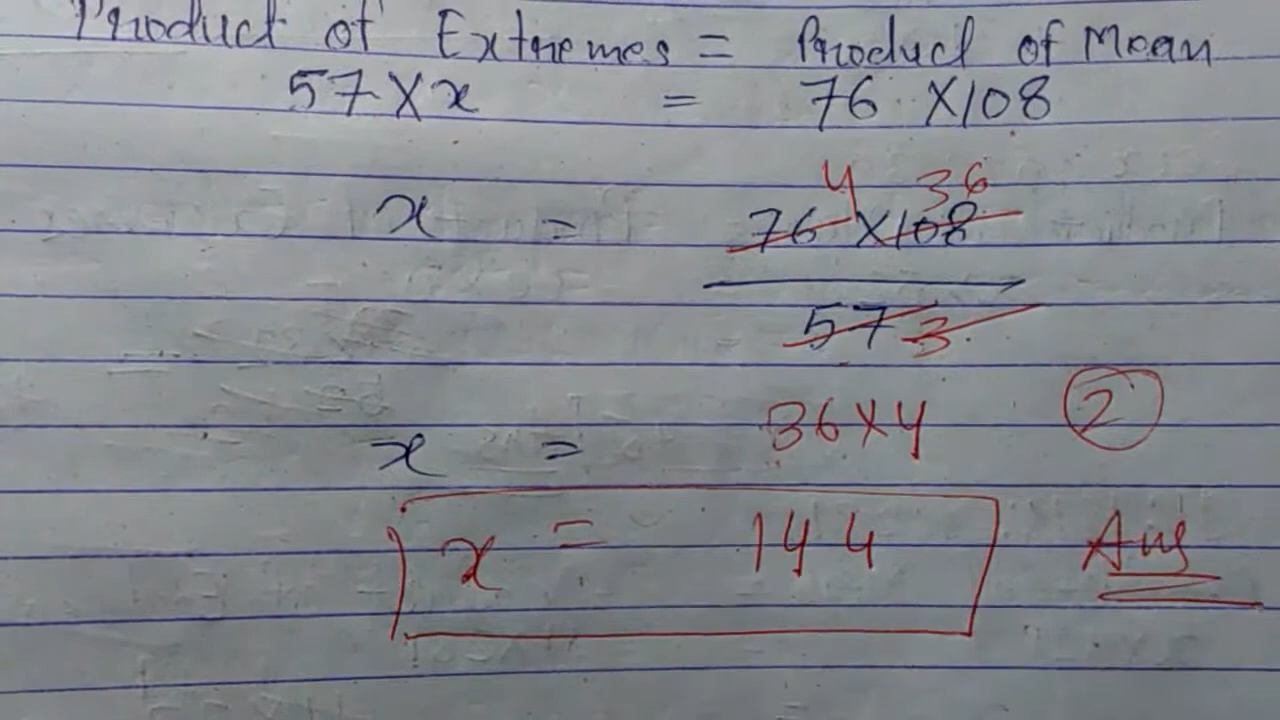 Product of Extremes = Product of Mean
57 X x = 76 X 108
4 36
x = 76 X 108
57 3
x = 36 X 4 2
x = 144 Ans